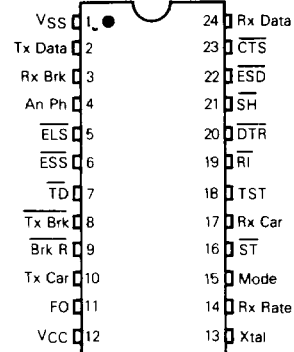 VSS 1 24 Rx Data
Tx Data 2 23 CTS
Rx Brk 3 22 ESD
An Ph 4 21 SH
ELS 5 20 DTR
ESS 6 19 RI
TD 7 18 TST
Tx Brk 8 17 Rx Car
Brk R 9 16 ST
Tx Car 10 15 Mode
FO 11 14 Rx Rate
VCC 12 13 Xtal